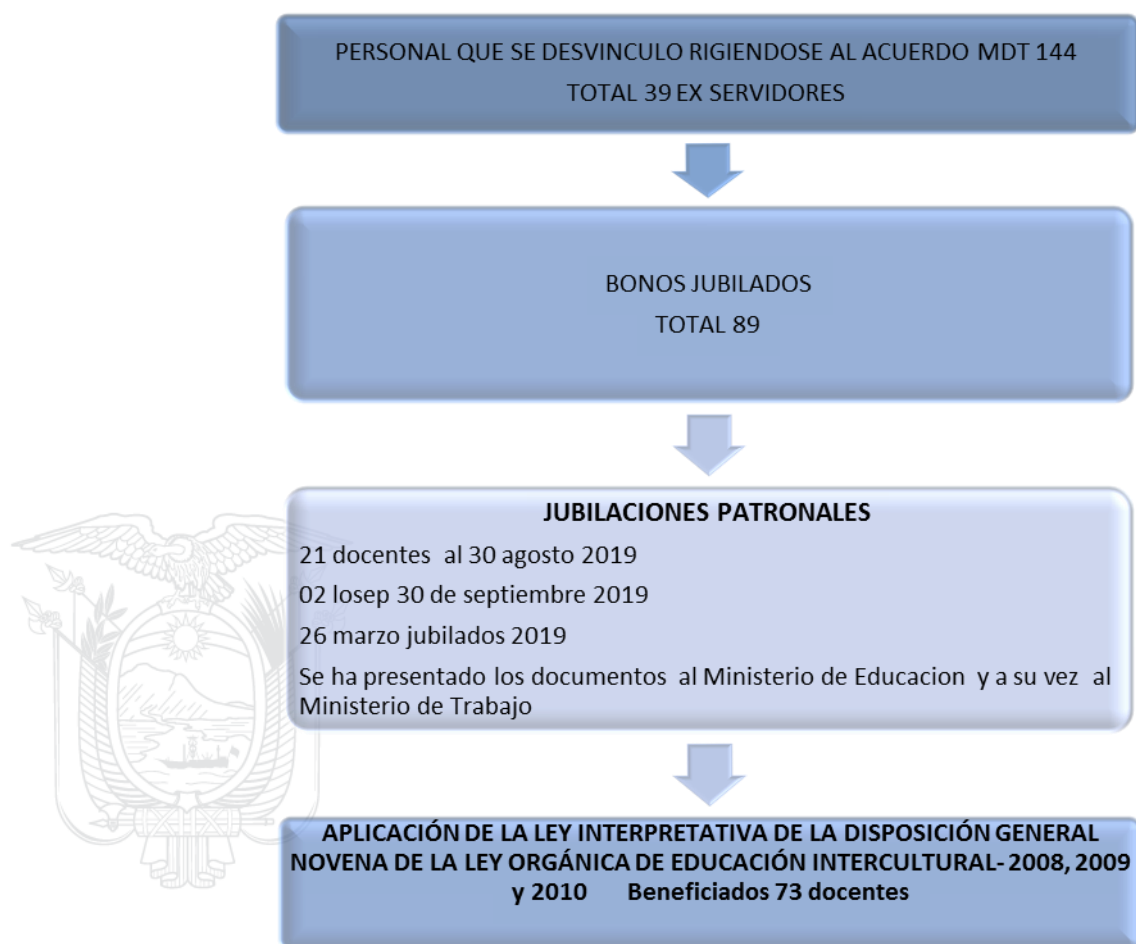 PERSONAL QUE SE DESVINCULO RIGIENDOSE AL ACUERDO MDT 144
TOTAL 39 EX SERVIDORES
BONOS JUBILADOS
TOTAL 89
JUBILACIONES PATRONALES
21 docentes al 30 agosto 2019
02 losep 30 de septiembre 2019
26 marzo jubilados 2019
Se ha presentado los documentos al Ministerio de Educacion y a su vez al
Ministerio de Trabajo
APLICACIÓN DE LA LEY INTERPRETATIVA DE LA DISPOSICIÓN GENERAL
NOVENA DE LA LEY ORGÁNICA DE EDUCACIÓN INTERCULTURAL- 2008, 2009
y 2010 Beneficiados 73 docentes